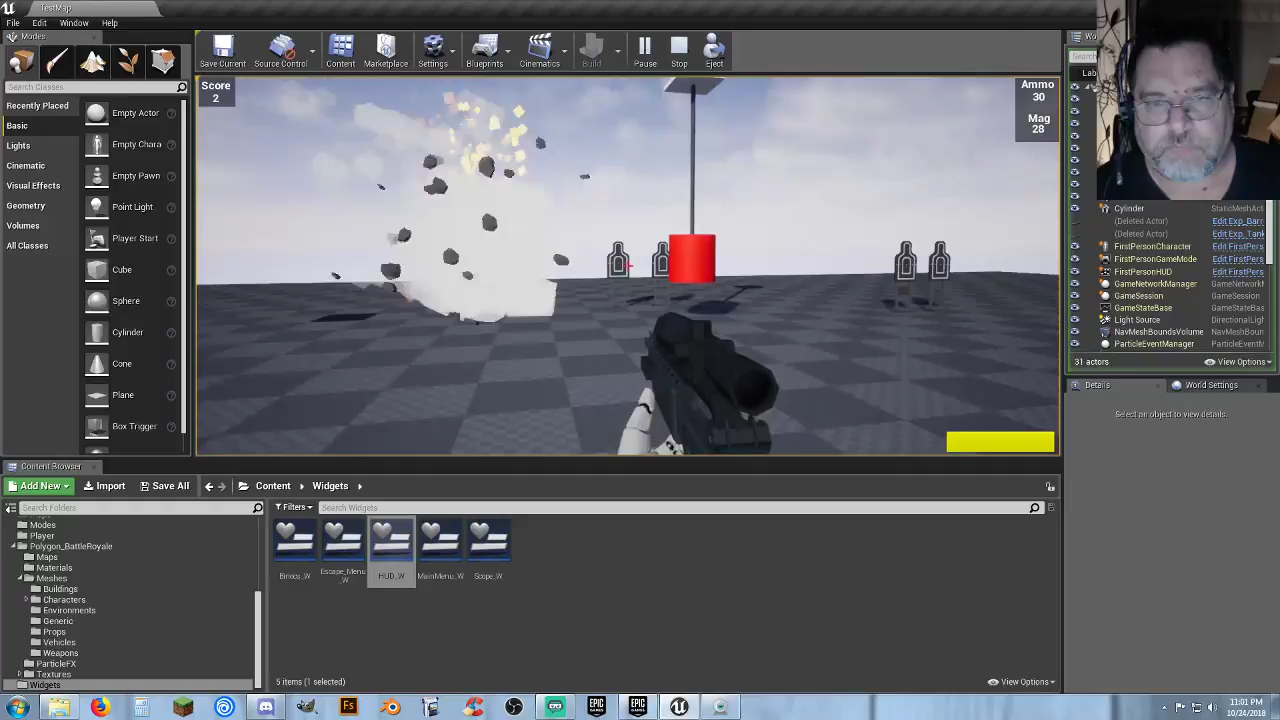 TestMap
File Edit Window Help
Modes
Search Classes
Recently Placed
Basic
Lights
Cinematic
Visual Effects
Geometry
Volumes
All Classes
Empty Actor
Empty Chara
Empty Pawn
Point Light
Player Start
Cube
Sphere
Cylinder
Cone
Plane
Box Trigger
Save Current Source Control Content Marketplace Settings Blueprints Cinematics Build Pause Stop Eject
Score
2
Ammo
30
Mag
28
Wo
Search
Lab
Cylinder StaticMeshAct
(Deleted Actor) Edit Exp_Barr
(Deleted Actor) Edit Exp_Tank
FirstPersonCharacter Edit FirstPers
FirstPersonGameMode Edit FirstPers
FirstPersonHUD Edit FirstPers
GameNetworkManager GameNetwork
GameSession GameSession
GameStateBase GameStateBa
Light Source DirectionalLigh
NavMeshBoundsVolume NavMeshBoun
ParticleEventManager ParticleEventM
31 actors View Options
Details World Settings
Select an object to view details.
Content Browser
Add New Import Save All Content Widgets
Search Folders
Filters Search Widgets
Modes
Player
Polygon_BattleRoyale
Maps
Materials
Meshes
Buildings
Characters
Environments
Generic
Props
Vehicles
Weapons
ParticleFX
Textures
Widgets
Binocs_W Escape_Menu_W HUD_W MainMenu_W Scope_W
5 items (1 selected) View Options
11:01 PM
10/24/2018